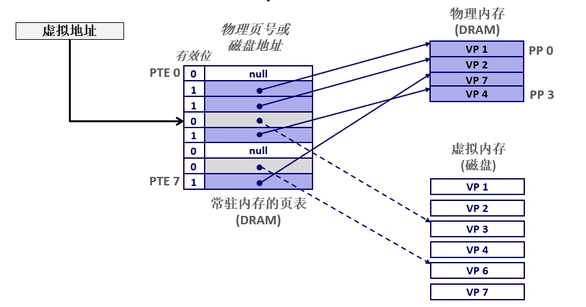 虚拟地址
物理页号或
磁盘地址
有效位
PTE 0
0
null
1
1
0
1
0
null
0
PTE 7
1
常驻内存的页表
(DRAM)
物理内存
(DRAM)
VP 1
PP 0
VP 2
VP 7
VP 4
PP 3
虚拟内存
(磁盘)
VP 1
VP 2
VP 3
VP 4
VP 6
VP 7